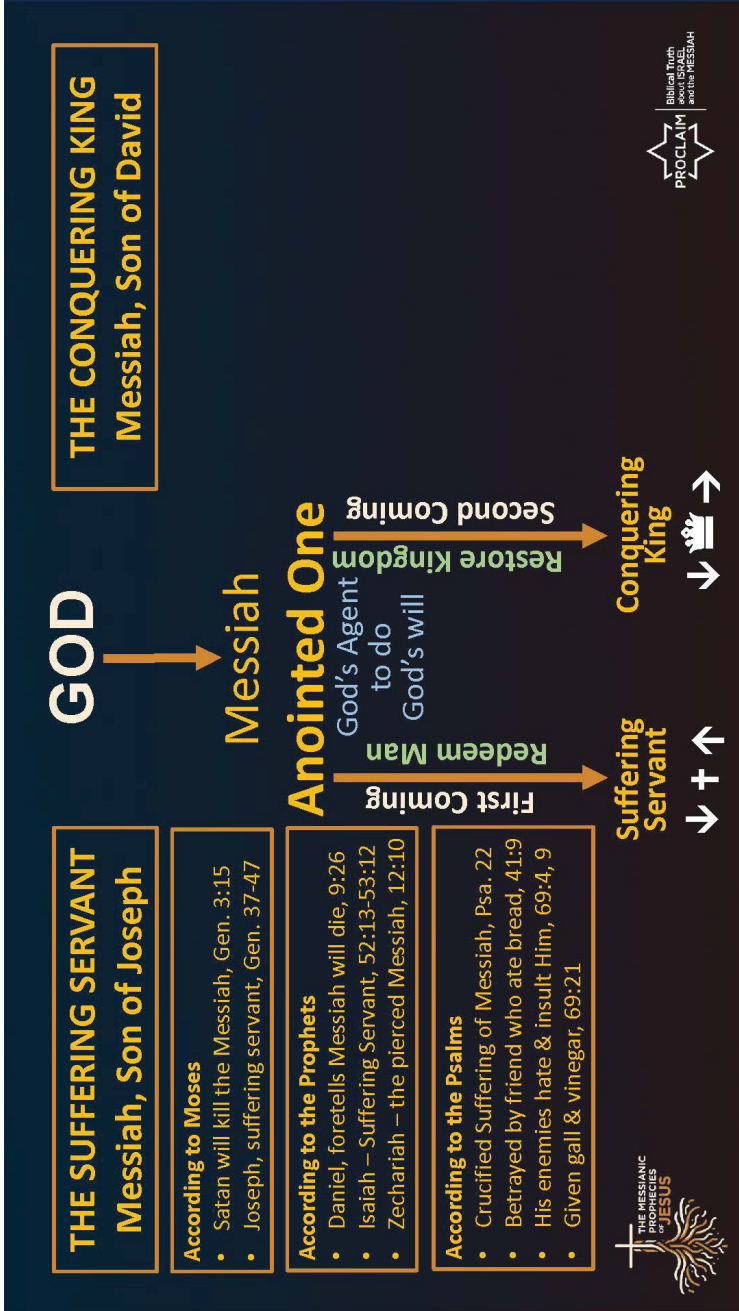 THE SUFFERING SERVANT
Messiah, Son of Joseph
According to Moses
• Satan will kill the Messiah, Gen. 3:15
• Joseph, suffering servant, Gen. 37-47
According to the Prophets
• Daniel, foretells Messiah will die, 9:26
• Isaiah – Suffering Servant, 52:13-53:12
• Zechariah – the pierced Messiah, 12:10
According to the Psalms
• Crucified Suffering of Messiah, Psa. 22
• Betrayed by friend who ate bread, 41:9
• His enemies hate & insult Him, 69:4, 9
• Given gall & vinegar, 69:21
GOD
Messiah
Anointed One
God's Agent
to do
God's will
First Coming
Redeem Man
Restore Kingdom
Second Coming
Suffering
Servant
Conquering
King
THE CONQUERING KING
Messiah, Son of David
THE MESSIANIC
PROPHECIES
OF JESUS
PROCLAIM
Biblical Truth
about ISRAEL
and the MESSIAH